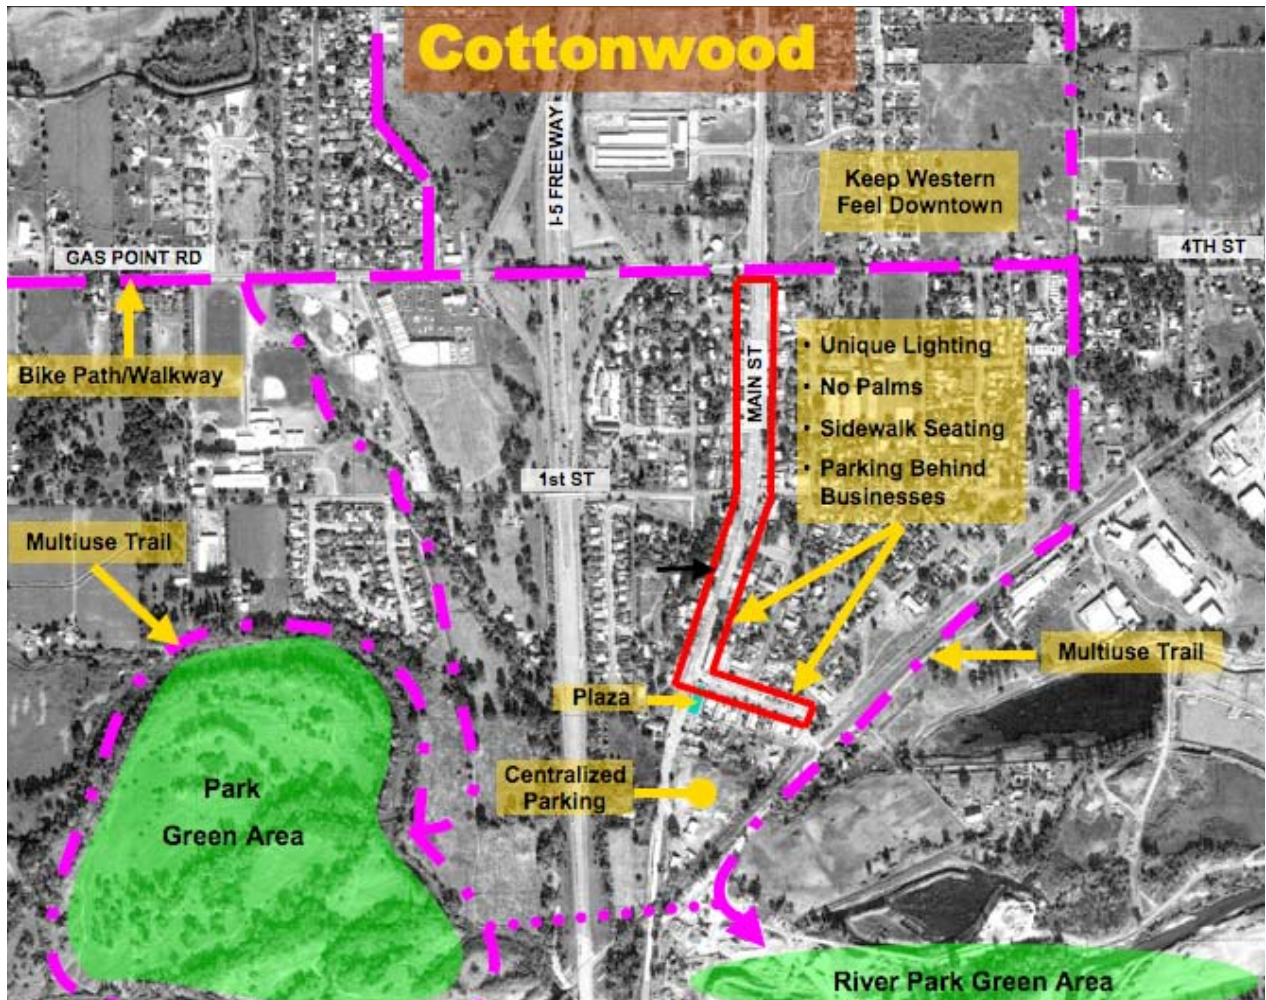 Cottonwood
I-5 FREEWAY
Keep Western
Feel Downtown
GAS POINT RD
4TH ST
Bike Path/Walkway
MAIN ST
• Unique Lighting
• No Palms
• Sidewalk Seating
• Parking Behind
Businesses
1st ST
Multiuse Trail
Multiuse Trail
Plaza
Centralized
Parking
Park
Green Area
River Park Green Area